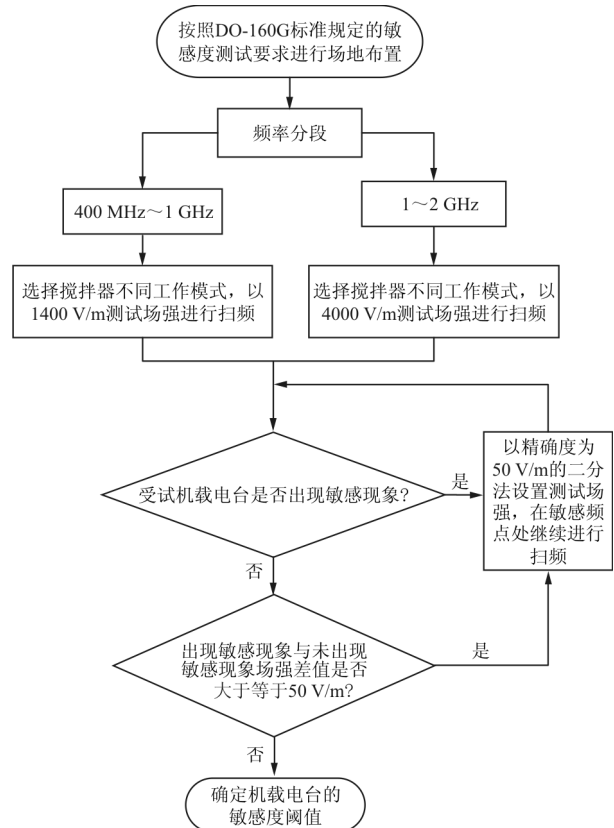 按照DO-160G标准规定的敏
感度测试要求进行场地布置
频率分段
400 MHz～1 GHz
1～2 GHz
选择搅拌器不同工作模式，以
1400 V/m测试场强进行扫频
选择搅拌器不同工作模式，以
4000 V/m测试场强进行扫频
受试机载电台是否出现敏感现象?
是
以精确度为
50 V/m的二分
法设置测试场
强，在敏感频
点处继续进行
扫频
否
出现敏感现象与未出现
敏感现象场强差值是否
大于等于50 V/m?
是
否
确定机载电台的
敏感度阈值